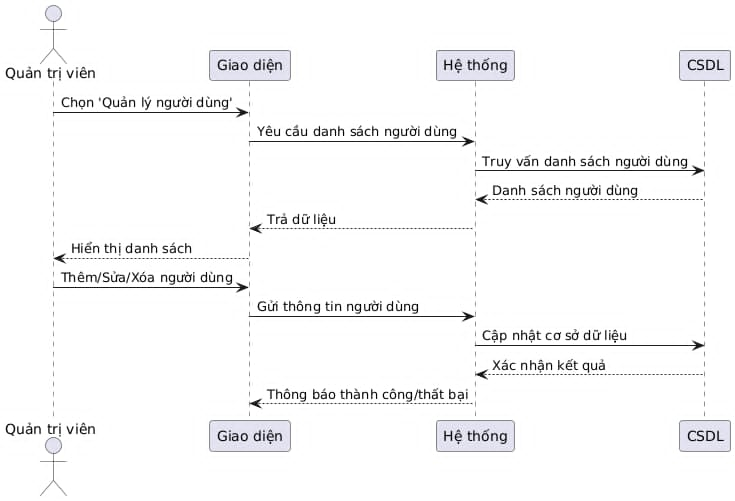 Quản trị viên
Giao diện
Hệ thống
CSDL
Chọn 'Quản lý người dùng'
Yêu cầu danh sách người dùng
Truy vấn danh sách người dùng
Danh sách người dùng
Trả dữ liệu
Hiển thị danh sách
Thêm/Sửa/Xóa người dùng
Gửi thông tin người dùng
Cập nhật cơ sở dữ liệu
Xác nhận kết quả
Thông báo thành công/thất bại
Quản trị viên
Giao diện
Hệ thống
CSDL